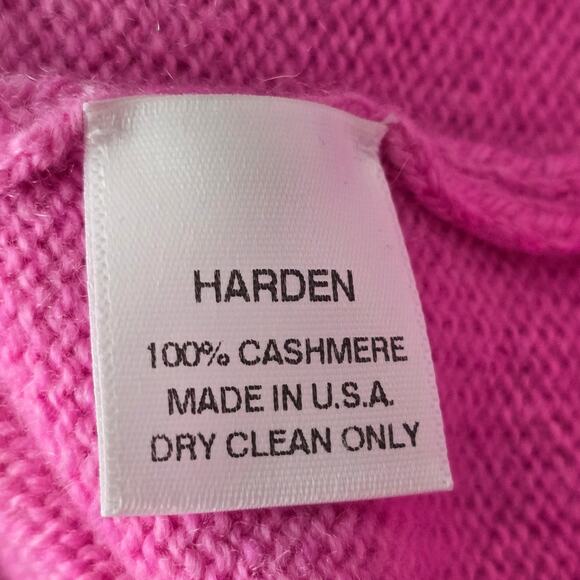 HARDEN
100% CASHMERE
MADE IN U.S.A.
DRY CLEAN ONLY